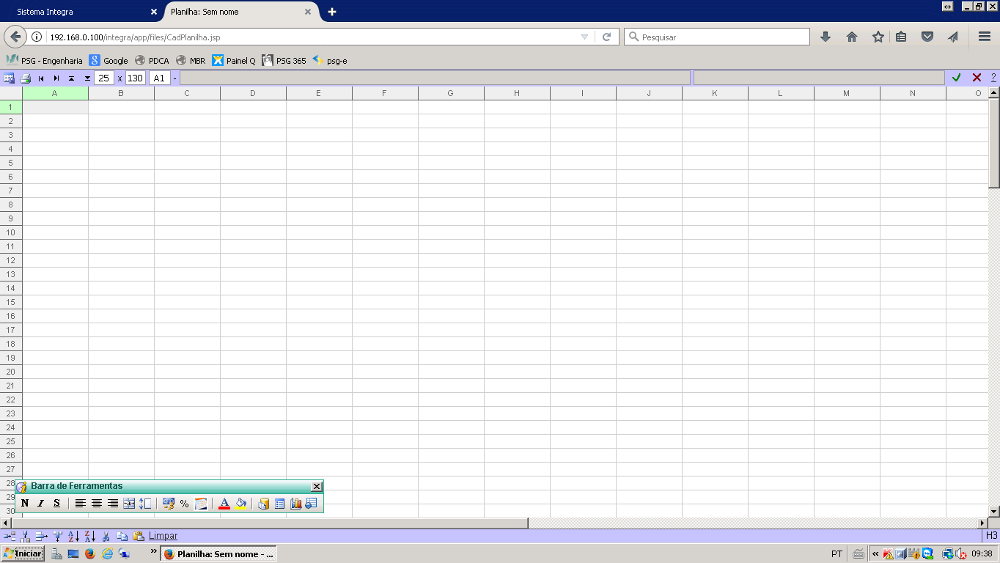 Sistema Integra
Planilha: Sem nome
192.168.0.100/integra/app/files/CadPlanilha.jsp
Pesquisar
PSG - Engenharia Google PDCA MBR Painel Q PSG 365 psg-e
25 x 130 A1 - ?
A B C D E F G H I J K L M N O
1
2
3
4
5
6
7
8
9
10
11
12
13
14
15
16
17
18
19
20
21
22
23
24
25
26
27
28
Barra de Ferramentas
29
N I S % A
30
Limpar
H3
Iniciar
Planilha: Sem nome - ...
PT
09:38